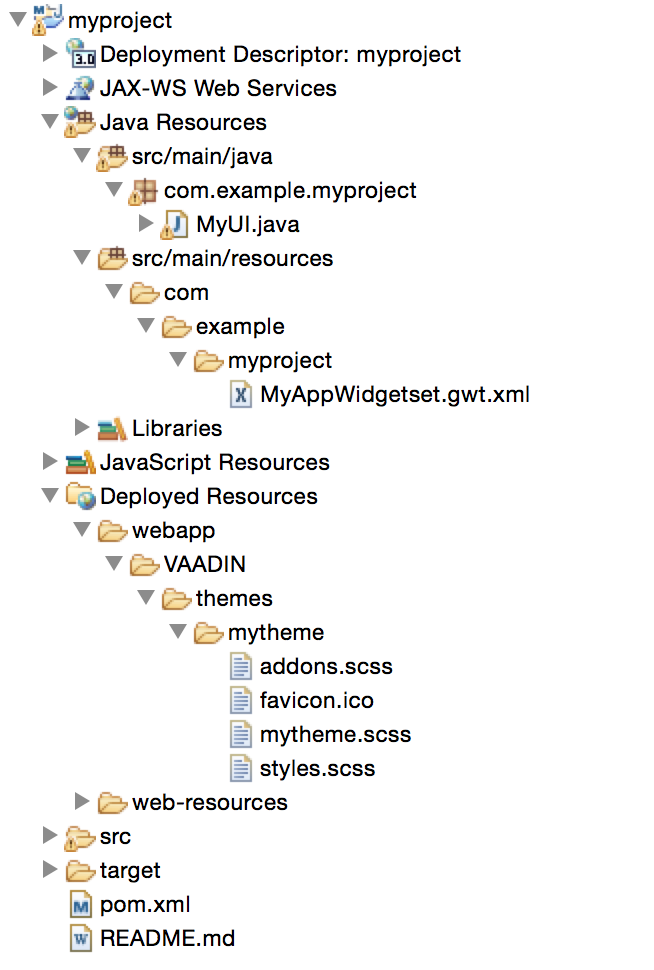 myproject
3.0 Deployment Descriptor: myproject
JAX-WS Web Services
Java Resources
src/main/java
com.example.myproject
J MyUI.java
src/main/resources
com
example
myproject
X MyAppWidgetset.gwt.xml
Libraries
JavaScript Resources
Deployed Resources
webapp
VAADIN
themes
mytheme
addons.scss
favicon.ico
mytheme.scss
styles.scss
web-resources
src
target
M pom.xml
W README.md